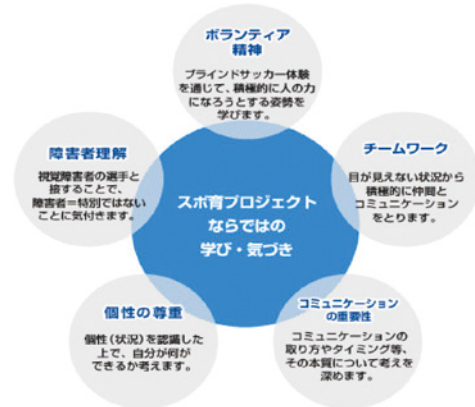 ボランティア
精神
ブラインドサッカー体験
を通じて、積極的に人の力
になろうとする姿勢を
学びます。
障害者理解
視覚障害者の選手と
接することで、
障害者=特別ではない
ことに気付きます。
チームワーク
目が見えない状況から
積極的に仲間と
コミュニケーション
をとります。
スポ育プロジェクト
ならではの
学び・気づき
個性の尊重
個性(状況)を認識した
上で、自分が何が
できるか考えます。
コミュニケーション
の重要性
コミュニケーションの
取り方やタイミング等、
その本質について考えを
深めます。